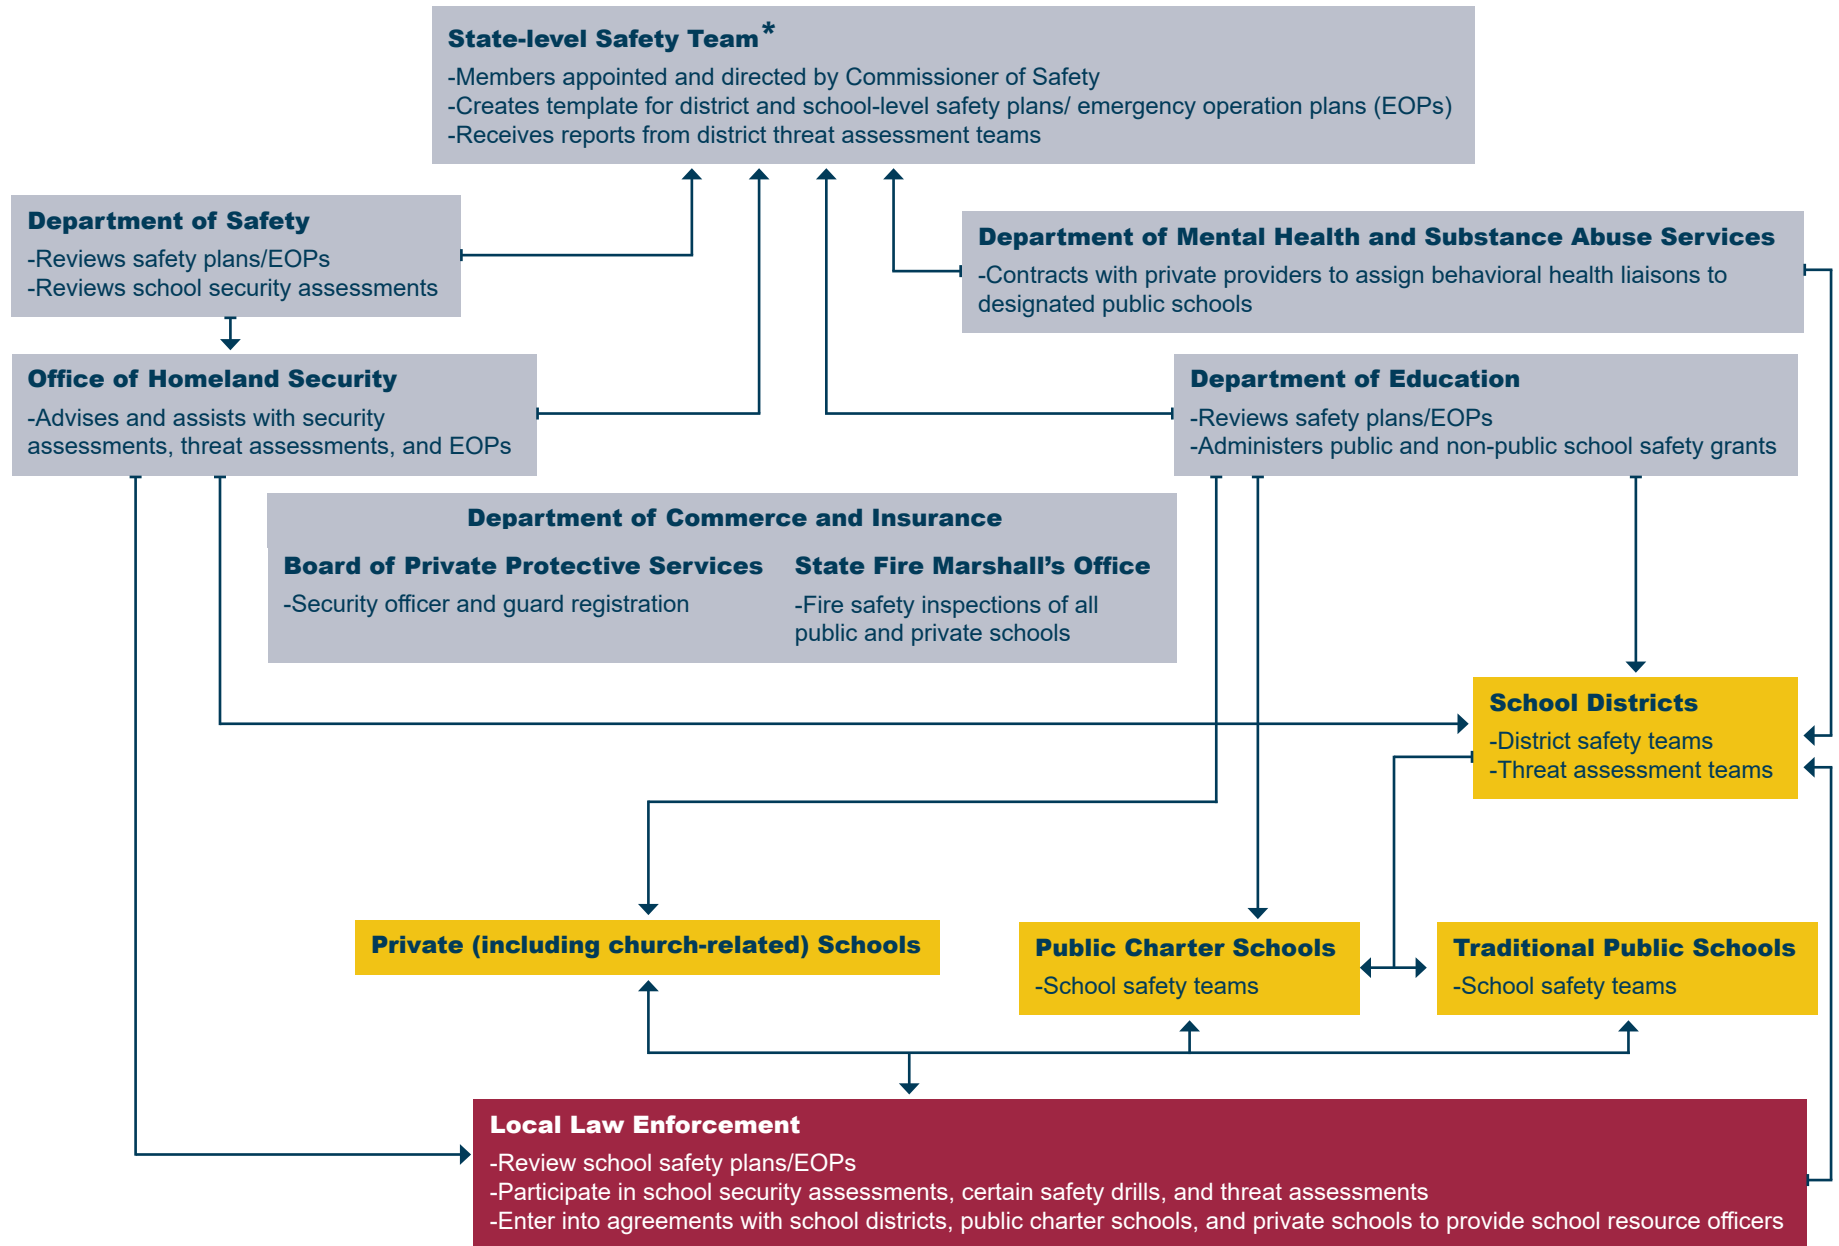 State-level Safety Team*
-Members appointed and directed by Commissioner of Safety
-Creates template for district and school-level safety plans/ emergency operation plans (EOPs)
-Receives reports from district threat assessment teams
Department of Safety
-Reviews safety plans/EOPs
-Reviews school security assessments
Department of Mental Health and Substance Abuse Services
-Contracts with private providers to assign behavioral health liaisons to
designated public schools
Office of Homeland Security
-Advises and assists with security
assessments, threat assessments, and EOPs
Department of Education
-Reviews safety plans/EOPs
-Administers public and non-public school safety grants
Department of Commerce and Insurance
Board of Private Protective Services
-Security officer and guard registration
State Fire Marshall’s Office
-Fire safety inspections of all
public and private schools
School Districts
-District safety teams
-Threat assessment teams
Private (including church-related) Schools
Public Charter Schools
-School safety teams
Traditional Public Schools
-School safety teams
Local Law Enforcement
-Review school safety plans/EOPs
-Participate in school security assessments, certain safety drills, and threat assessments
-Enter into agreements with school districts, public charter schools, and private schools to provide school resource officers